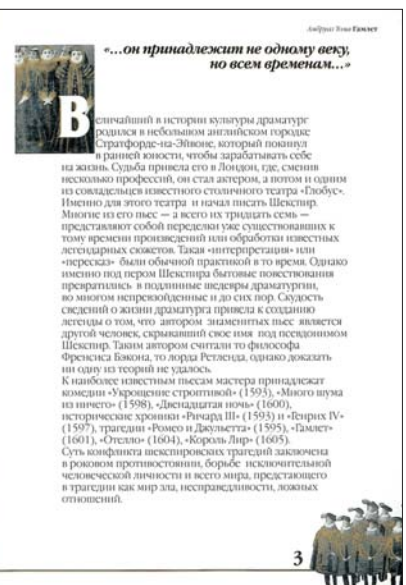 Андрукас Вова Гамлет
«...он принадлежит не одному веку,
но всем временам...»
Величайший в истории культуры драматург
родился в небольшом английском городке
Стратфорде-на-Эйвоне, который покинул
в ранней юности, чтобы зарабатывать себе
на жизнь. Судьба привела его в Лондон, где, сменив
несколько профессий, он стал актером, а потом и одним
из совладельцев известного столичного театра «Глобус».
Именно для этого театра и начал писать Шекспир.
Многие из его пьес — а всего их тридцать семь —
представляют собой переделки уже существовавших к
тому времени произведений или обработки известных
легендарных сюжетов. Такая «интерпретация» или
«пересказ» были обычной практикой в то время. Однако
именно под пером Шекспира бытовые повествования
превратились в подлинные шедевры драматургии,
во многом непревзойденные и до сих пор. Скудость
сведений о жизни драматурга привела к созданию
легенды о том, что автором знаменитых пьес является
другой человек, скрывавший свое имя под псевдонимом
Шекспир. Таким автором считали то философа
Френсиса Бэкона, то лорда Ретленда, однако доказать
ни одну из теорий не удалось.
К наиболее известным пьесам мастера принадлежат
комедии «Укрощение строптивой» (1593), «Много шума
из ничего» (1598), «Двенадцатая ночь» (1600),
исторические хроники «Ричард III» (1593) и «Генрих IV»
(1597), трагедии «Ромео и Джульетта» (1595), «Гамлет»
(1601), «Отелло» (1604), «Король Лир» (1605).
Суть конфликта шекспировских трагедий заключена
в роковом противостоянии, борьбе исключительной
человеческой личности и всего мира, предстающего
в трагедии как мир зла, несправедливости, ложных
отношений.
3